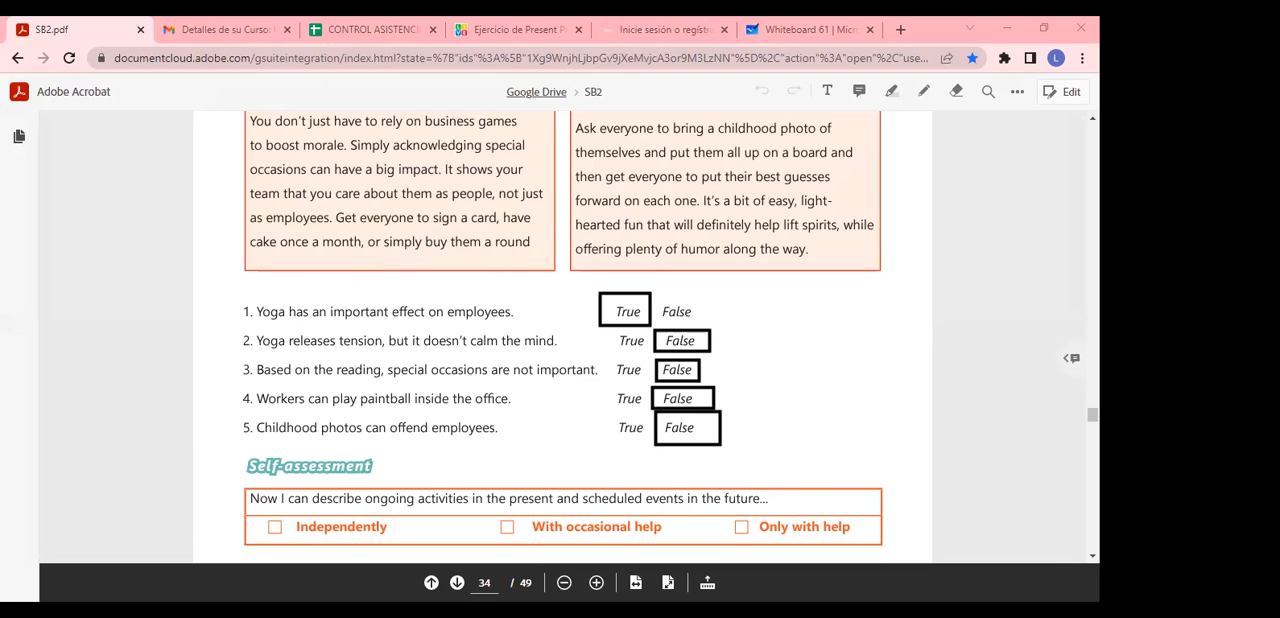 SB2.pdf
Detalles de su Curso:
CONTROL ASISTENCI
Ejercicio de Present P
Inicie sesión o regístr
Whiteboard 61 | Micr
documentcloud.adobe.com/gsuiteintegration/index.html?state=%7B"ids"%3A%5B"1Xg9WnjhLjbpGv9jXeMvjcA3or9M3LzNN"%5D%2C"action"%3A"open"%2C"use...
L
Adobe Acrobat
Google Drive > SB2
T
Edit
You don't just have to rely on business games
to boost morale. Simply acknowledging special
occasions can have a big impact. It shows your
team that you care about them as people, not just
as employees. Get everyone to sign a card, have
cake once a month, or simply buy them a round
Ask everyone to bring a childhood photo of
themselves and put them all up on a board and
then get everyone to put their best guesses
forward on each one. It's a bit of easy, light-
hearted fun that will definitely help lift spirits, while
offering plenty of humor along the way.
1. Yoga has an important effect on employees. True False
2. Yoga releases tension, but it doesn't calm the mind. True False
3. Based on the reading, special occasions are not important. True False
4. Workers can play paintball inside the office. True False
5. Childhood photos can offend employees. True False
Self-assessment
Now I can describe ongoing activities in the present and scheduled events in the future...
Independently With occasional help Only with help
34 / 49